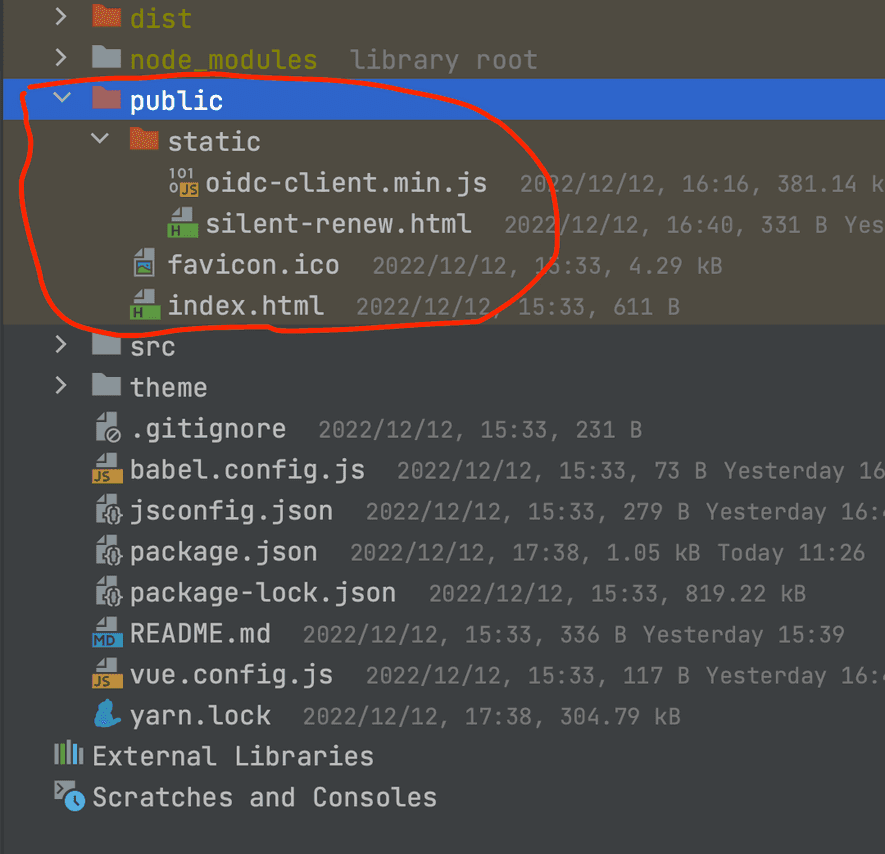 dist
node_modules library root
public
static
oidc-client.min.js 2022/12/12, 16:16, 381.14 k
silent-renew.html 2022/12/12, 16:40, 331 B Yes
favicon.ico 2022/12/12, 15:33, 4.29 kB
index.html 2022/12/12, 15:33, 611 B
src
theme
.gitignore 2022/12/12, 15:33, 231 B
babel.config.js 2022/12/12, 15:33, 73 B Yesterday 16
jsconfig.json 2022/12/12, 15:33, 279 B Yesterday 16:
package.json 2022/12/12, 17:38, 1.05 kB Today 11:26
package-lock.json 2022/12/12, 15:33, 819.22 kB
README.md 2022/12/12, 15:33, 336 B Yesterday 15:39
vue.config.js 2022/12/12, 15:33, 117 B Yesterday 16:
yarn.lock 2022/12/12, 17:38, 304.79 kB
External Libraries
Scratches and Consoles